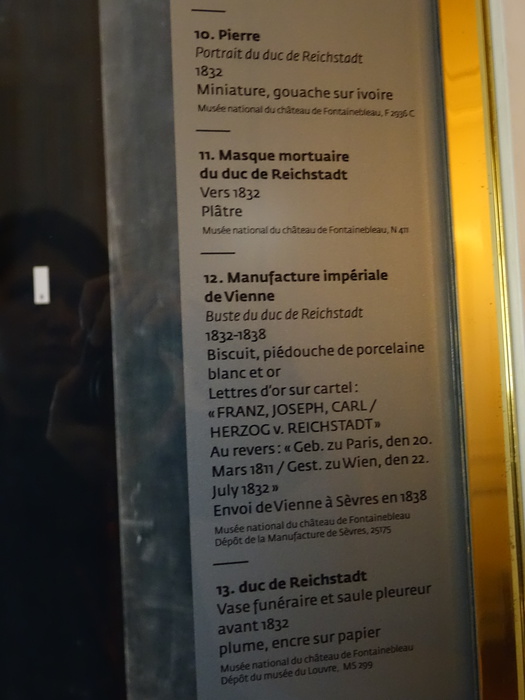 10. Pierre
Portrait du duc de Reichstadt
1832
Miniature, gouache sur ivoire
Musée national du château de Fontainebleau, F 2936 C
11. Masque mortuaire
du duc de Reichstadt
Vers 1832
Plâtre
Musée national du château de Fontainebleau, N 411
12. Manufacture impériale
de Vienne
Buste du duc de Reichstadt
1832-1838
Biscuit, piédouche de porcelaine
blanc et or
Lettres d'or sur cartel :
« FRANZ, JOSEPH, CARL /
HERZOG v. REICHSTADT »
Au revers : « Geb. zu Paris, den 20.
Mars 1811 / Gest. zu Wien, den 22.
July 1832 »
Envoi de Vienne à Sèvres en 1838
Musée national du château de Fontainebleau
Dépôt de la Manufacture de Sèvres, 25175
13. duc de Reichstadt
Vase funéraire et saule pleureur
avant 1832
plume, encre sur papier
Musée national du château de Fontainebleau
Dépôt du musée du Louvre, MS 299